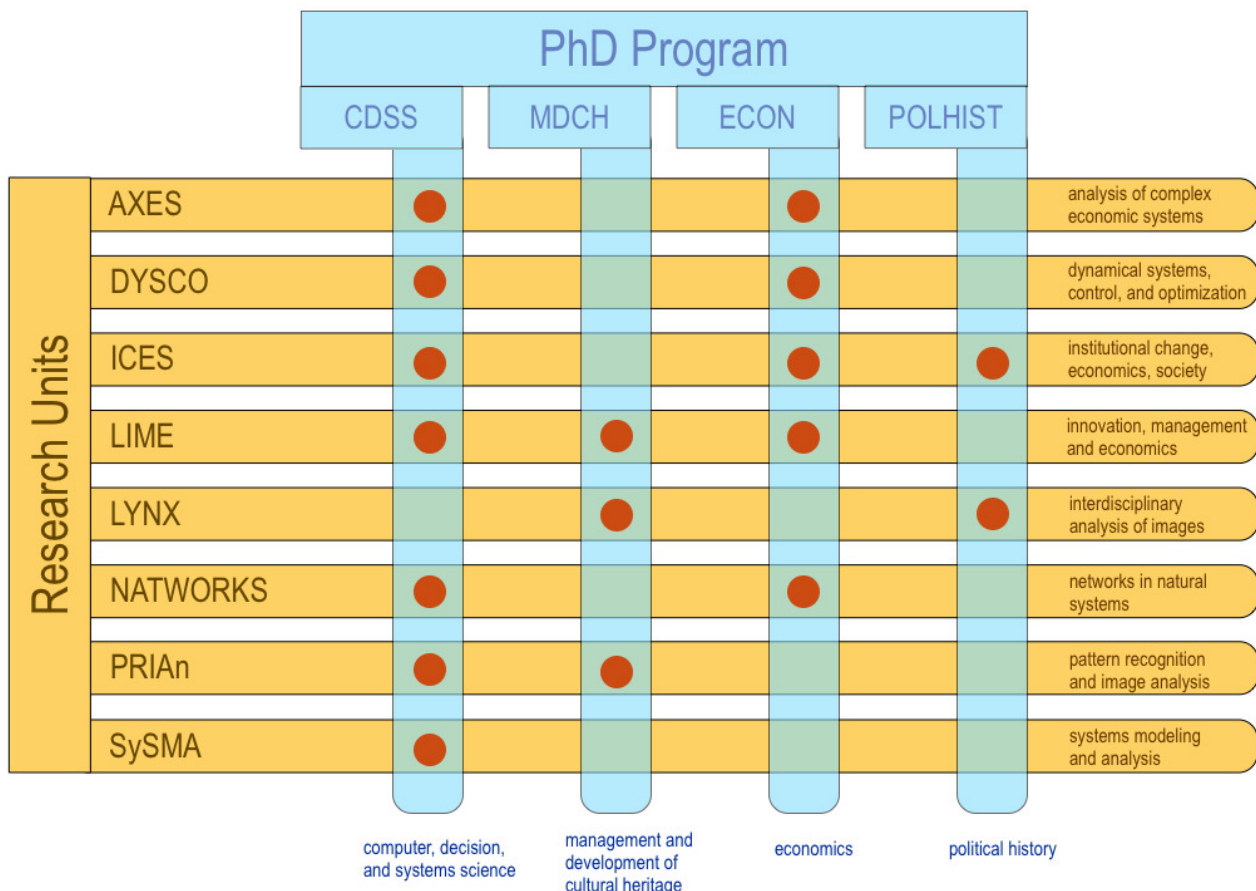 PhD Program
CDSS
MDCH
ECON
POLHIST
Research Units
AXES
analysis of complex
economic systems
DYSCO
dynamical systems,
control, and optimization
ICES
institutional change,
economics, society
LIME
innovation, management
and economics
LYNX
interdisciplinary
analysis of images
NATWORKS
networks in natural
systems
PRIAn
pattern recognition
and image analysis
SySMA
systems modeling
and analysis
computer, decision,
and systems science
management and
development of
cultural heritage
economics
political history